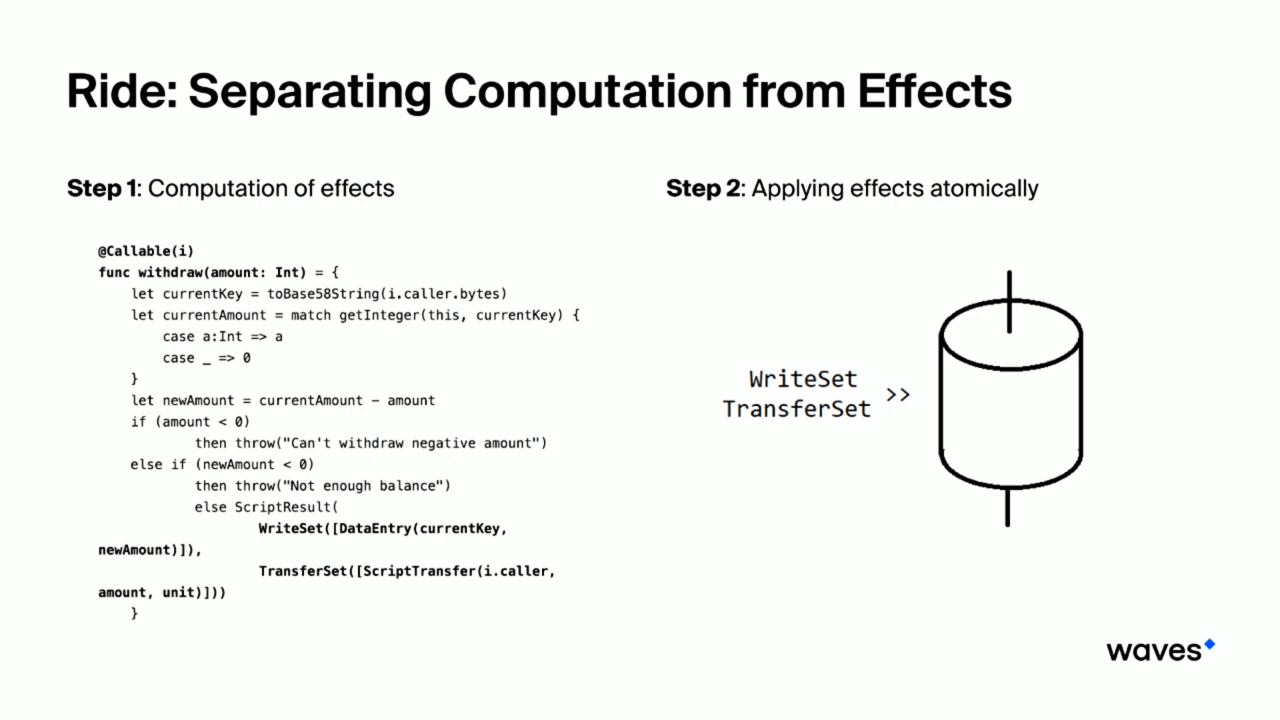 Ride: Separating Computation from Effects
Step 1: Computation of effects
@Callable(i)
func withdraw(amount: Int) = {
    let currentKey = toBase58String(i.caller.bytes)
    let currentAmount = match getInteger(this, currentKey) {
        case a:Int => a
        case _ => 0
    }
    let newAmount = currentAmount - amount
    if (amount < 0)
            then throw("Can't withdraw negative amount")
    else if (newAmount < 0)
            then throw("Not enough balance")
            else ScriptResult(
                    WriteSet([DataEntry(currentKey,
newAmount)]),
                    TransferSet([ScriptTransfer(i.caller,
amount, unit)]))
    }
Step 2: Applying effects atomically
WriteSet
TransferSet >>
waves